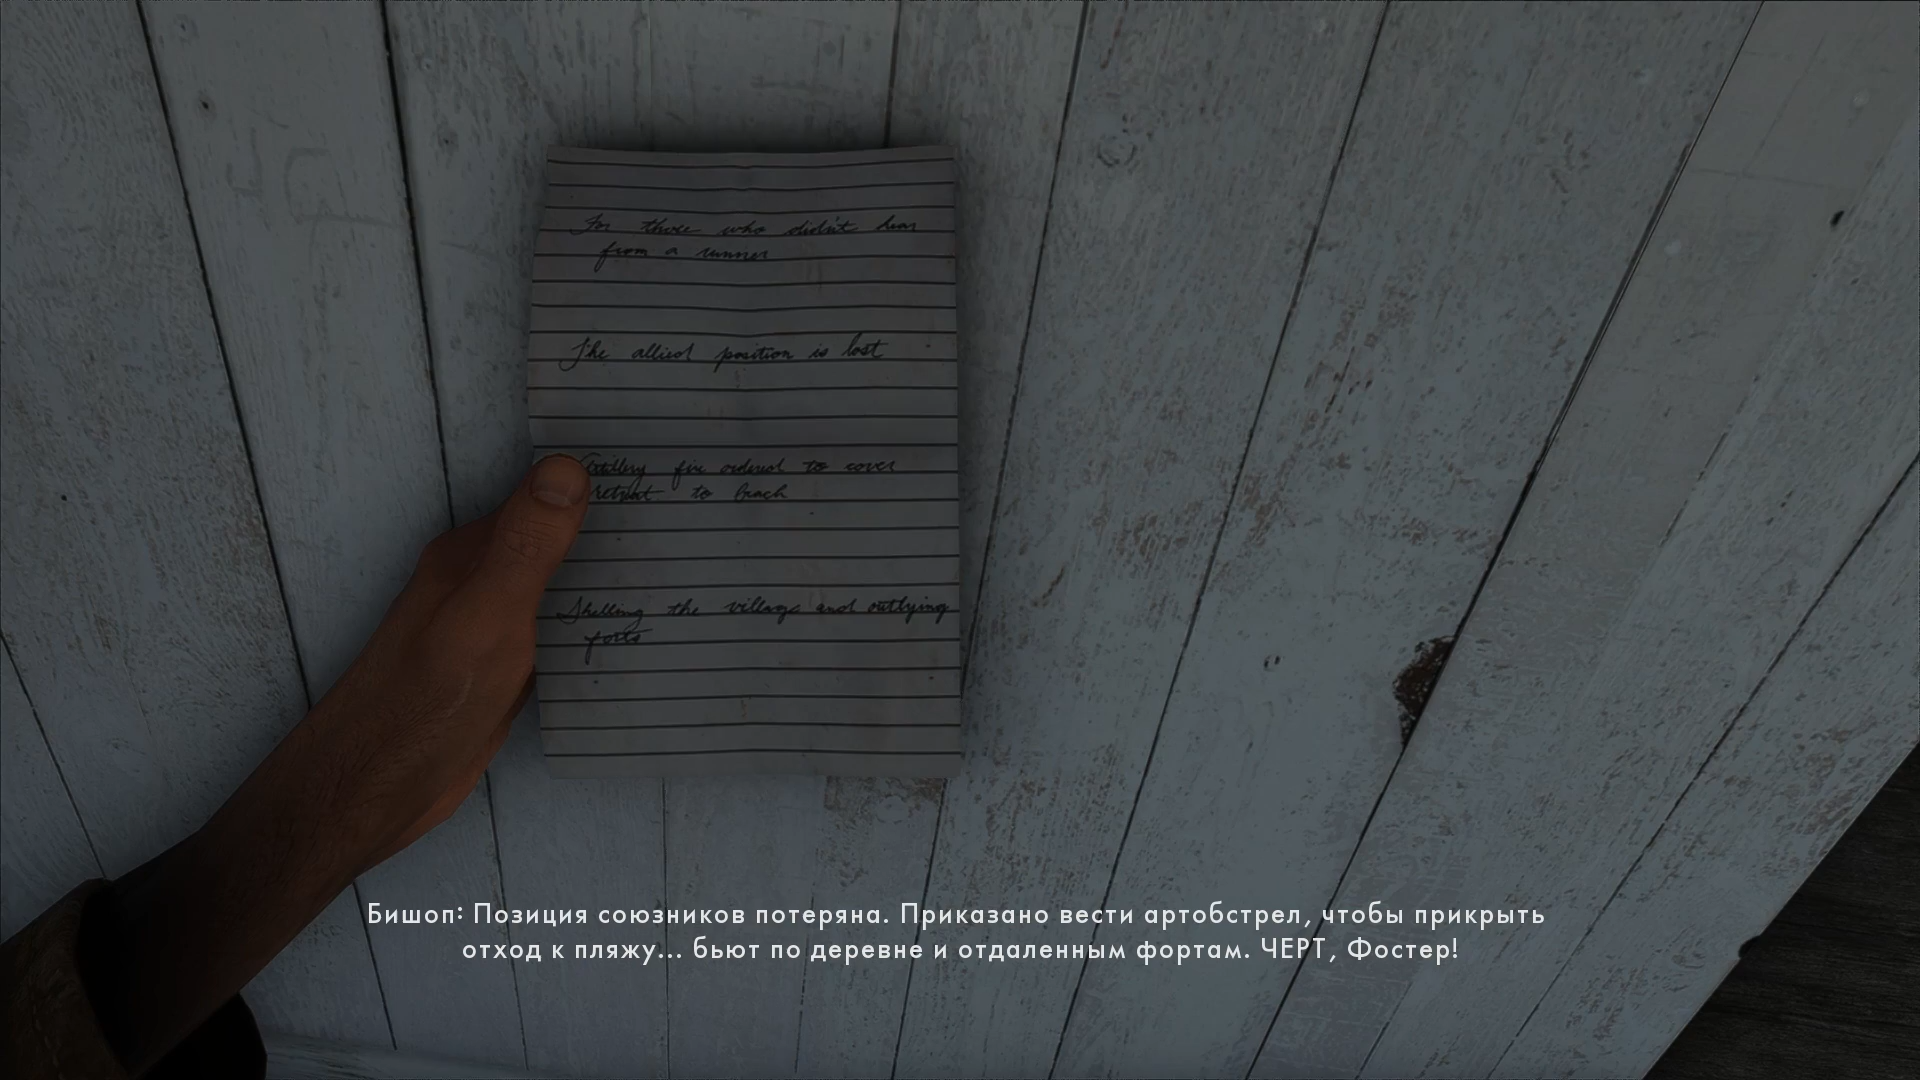 For those who didn't hear
from a runner
The allied position is lost
Artillery fire ordered to cover
retreat to beach
Shelling the village and outlying
forts
Бишоп: Позиция союзников потеряна. Приказано вести артобстрел, чтобы прикрыть
отход к пляжу... бьют по деревне и отдаленным фортам. ЧЕРТ, Фостер!